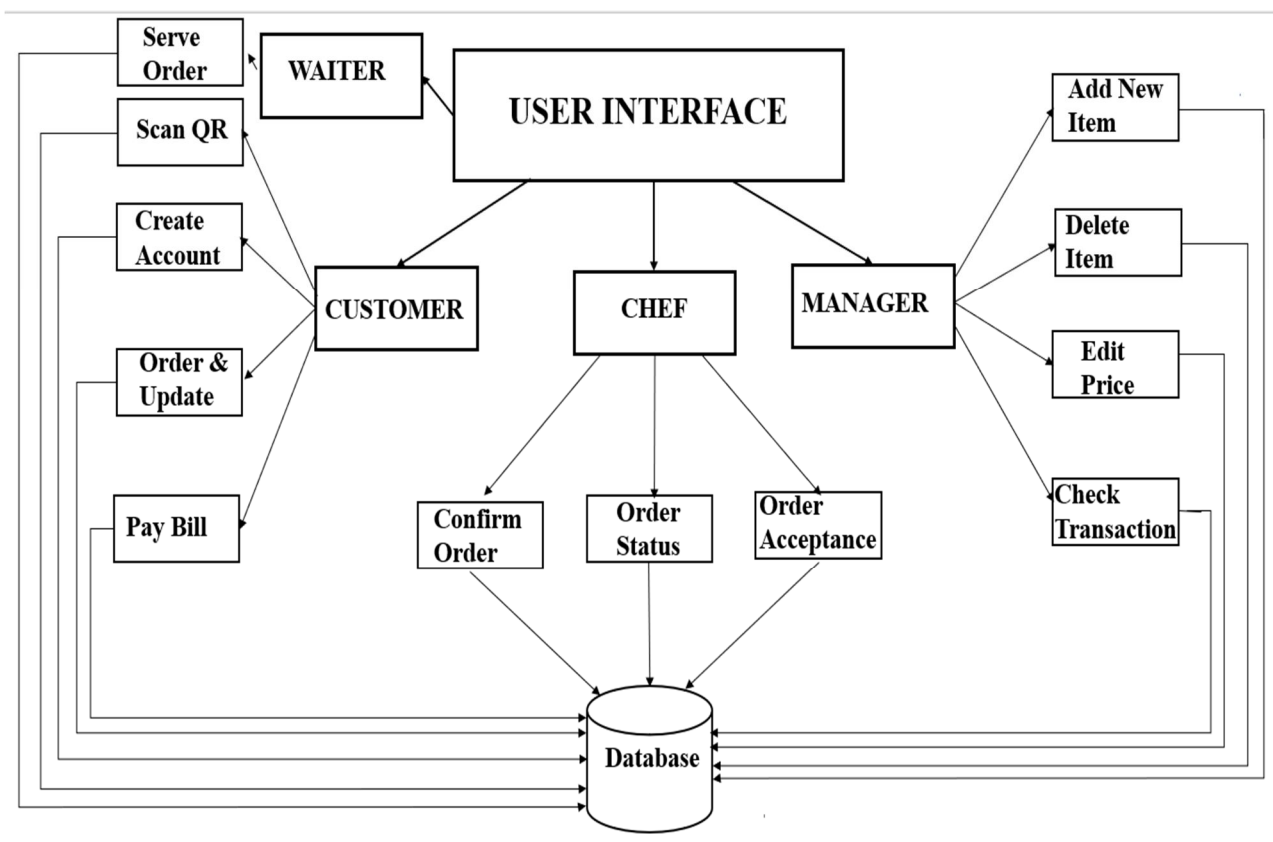 Serve
Order
WAITER
USER INTERFACE
Add New
Item
Scan QR
Create
Account
Delete
Item
CUSTOMER
CHEF
MANAGER
Order &
Update
Edit
Price
Pay Bill
Confirm
Order
Order
Status
Order
Acceptance
Check
Transaction
Database